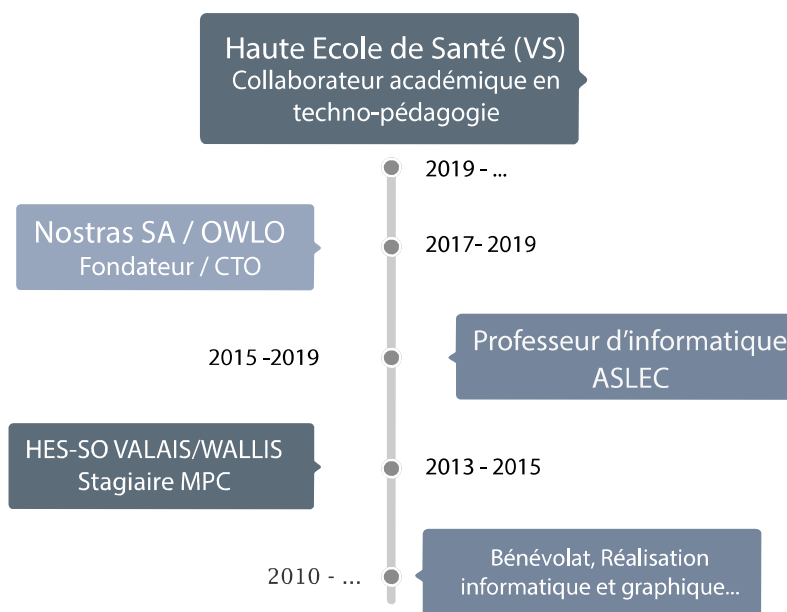 Haute Ecole de Santé (VS)
Collaborateur académique en
techno-pédagogie
2019 - ...
Nostras SA / OWLO
Fondateur / CTO
2017- 2019
2015 -2019
Professeur d’informatique
ASLEC
HES-SO VALAIS/WALLIS
Stagiaire MPC
2013 - 2015
2010 - ...
Bénévolat, Réalisation
informatique et graphique...